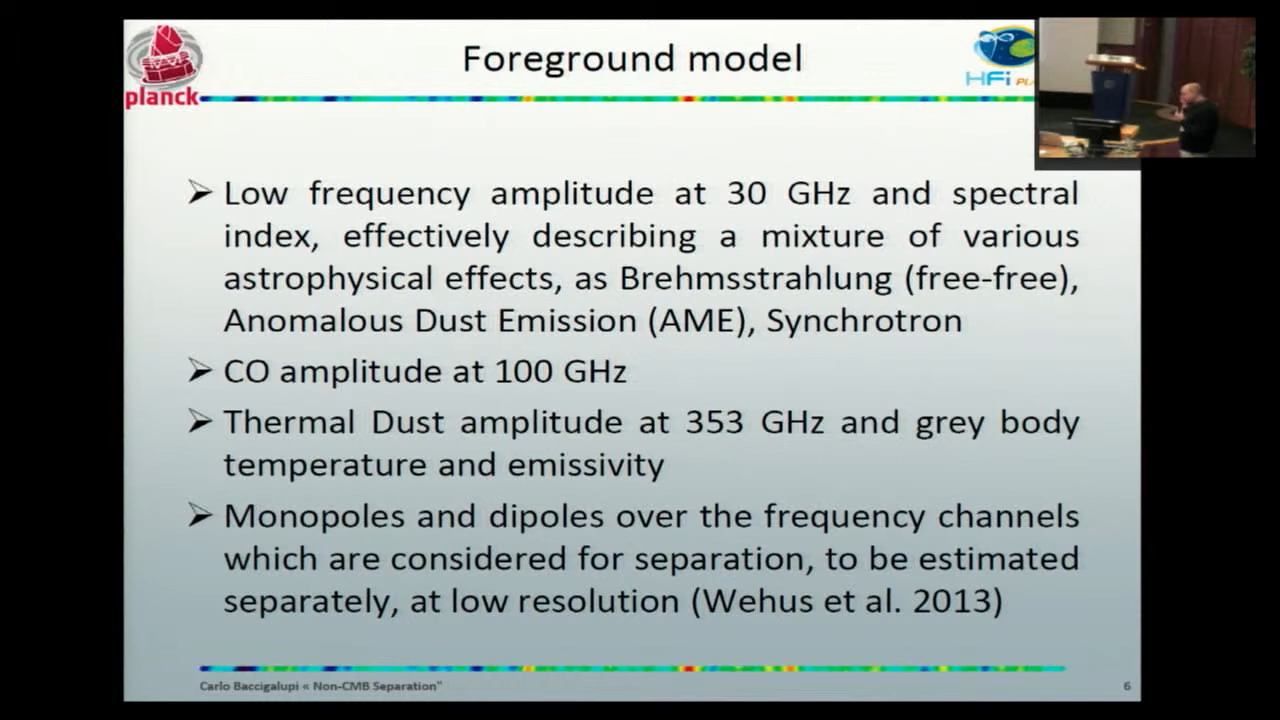 planck
Foreground model
HFi PL
➢ Low frequency amplitude at 30 GHz and spectral
index, effectively describing a mixture of various
astrophysical effects, as Brehmsstrahlung (free-free),
Anomalous Dust Emission (AME), Synchrotron
➢ CO amplitude at 100 GHz
➢ Thermal Dust amplitude at 353 GHz and grey body
temperature and emissivity
➢ Monopoles and dipoles over the frequency channels
which are considered for separation, to be estimated
separately, at low resolution (Wehus et al. 2013)
Carlo Baccigalupi « Non-CMB Separation"
6